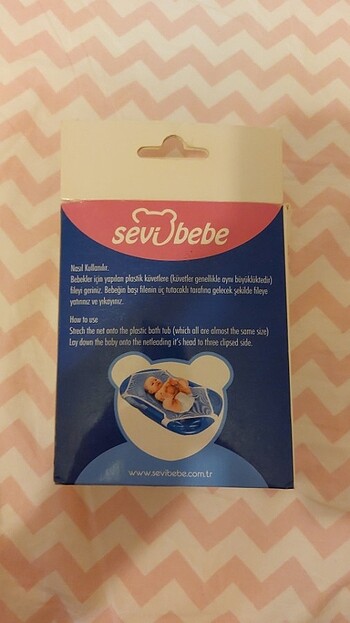 sevi bebe
Nasıl Kullanılır.
Bebekler için yapılan plastik küvetlere (küvetler genellikle aynı büyüklüktedir)
fileyi geriniz. Bebeğin başı filenin üç tutacaklı tarafına gelecek şekilde fileye
yatırınız ve yıkayınız.
How to use
Strech the net onto the plastic bath tub (which all are almost the same size)
Lay down the baby onto the netleading it's head to three clipsed side.
www.sevibebe.com.tr